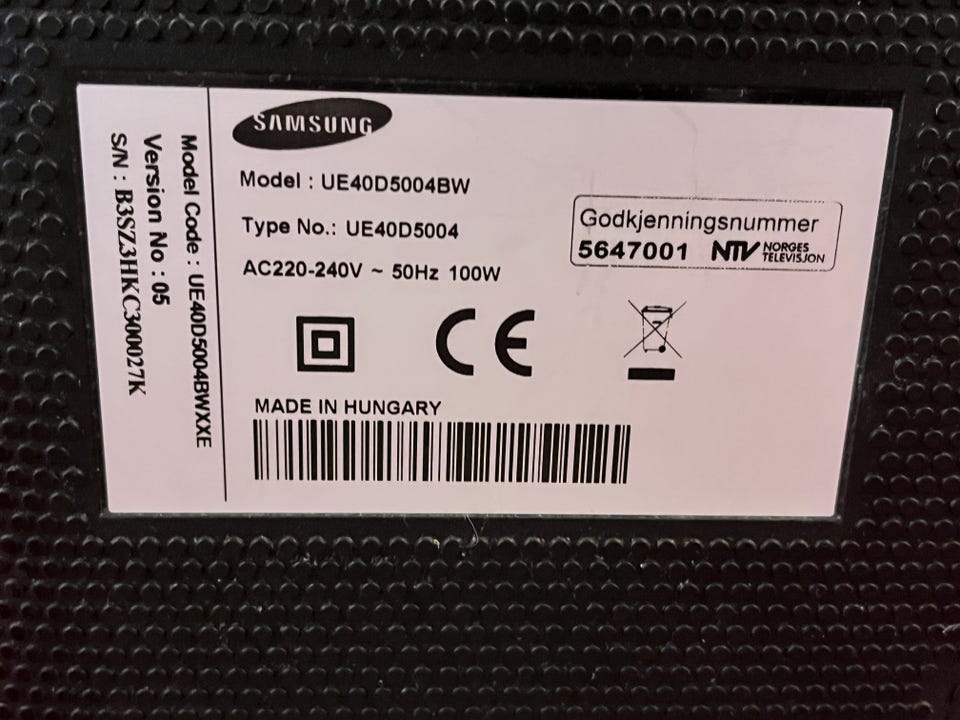 SAMSUNG
Model : UE40D5004BW
Type No.: UE40D5004
AC220-240V ~ 50Hz 100W
Godkjenningsnummer
5647001 NTV NORGES TELEVISJON
CE
MADE IN HUNGARY
Model Code : UE40D5004BWXXE
Version No : 05
S/N : B3SZ3HKC300027K